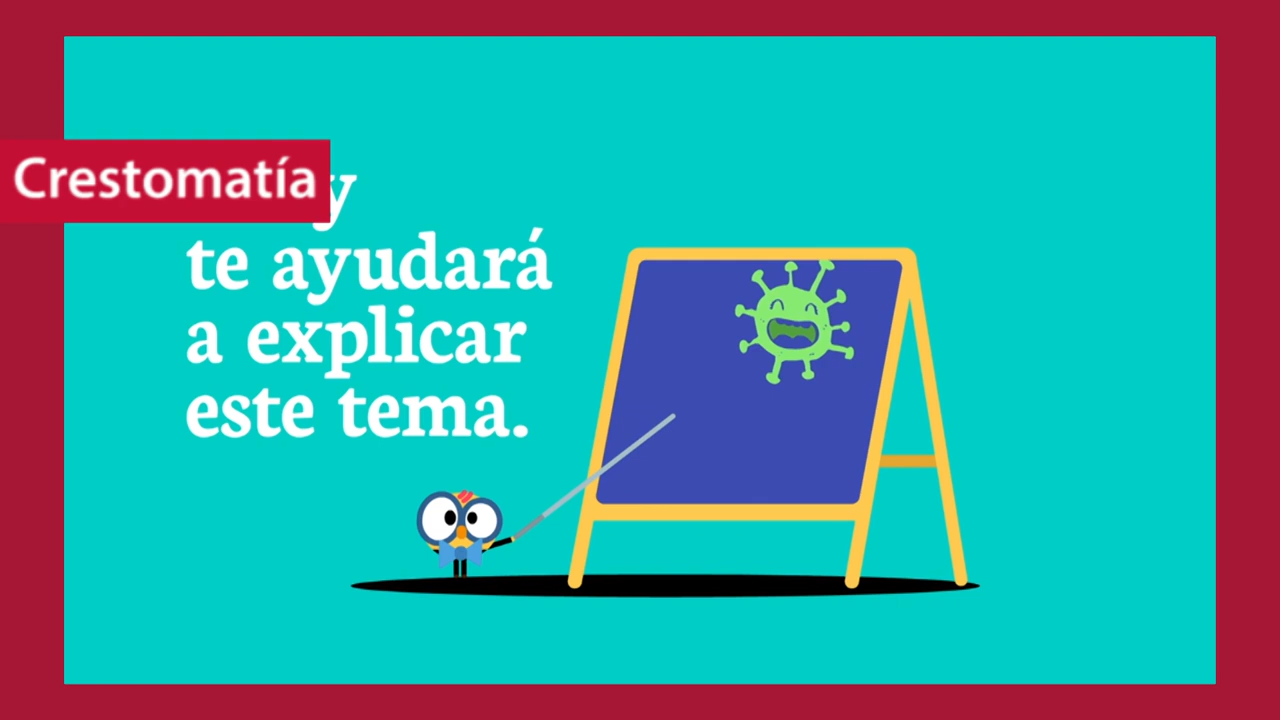 Crestomatía
y
te ayudará
a explicar
este tema.